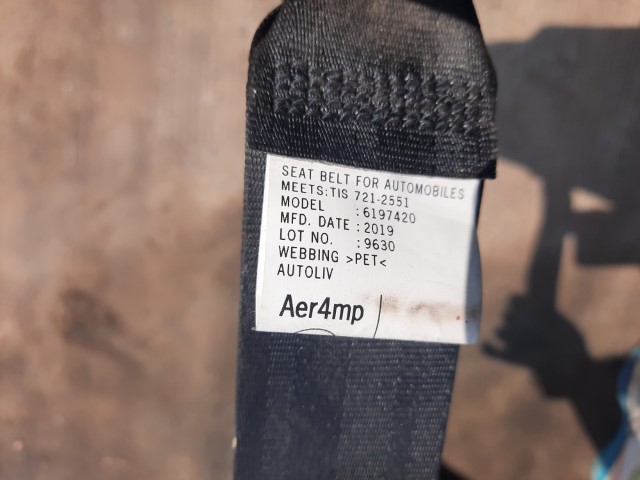 SEAT BELT FOR AUTOMOBILES
MEETS:TIS 721-2551
MODEL : 6197420
MFD. DATE : 2019
LOT NO. : 9630
WEBBING >PET<
AUTOLIV
Aer4mp